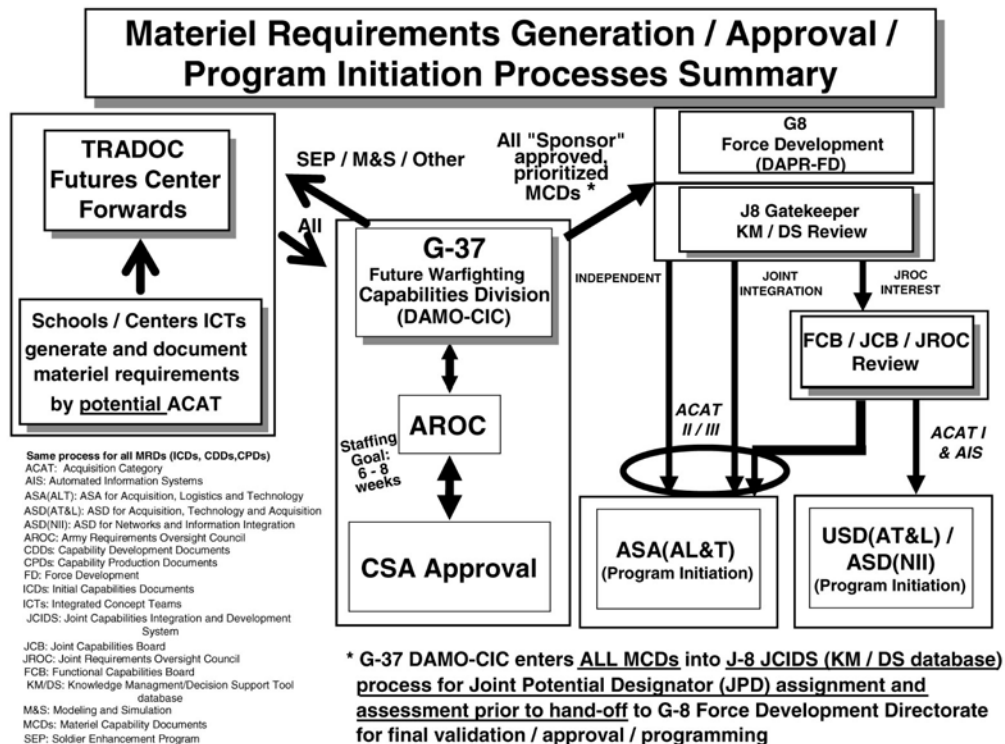 Materiel Requirements Generation / Approval /
Program Initiation Processes Summary
TRADOC
Futures Center
Forwards
Schools / Centers ICTs
generate and document
materiel requirements
by potential ACAT
SEP / M&S / Other
All
G-37
Future Warfighting
Capabilities Division
(DAMO-CIC)
AROC
Staffing
Goal:
6 - 8
weeks
CSA Approval
All "Sponsor"
approved,
prioritized
MCDs *
G8
Force Development
(DAPR-FD)
J8 Gatekeeper
KM / DS Review
INDEPENDENT
JOINT
INTEGRATION
JROC
INTEREST
FCB / JCB / JROC
Review
ACAT
II / III
ACAT I
& AIS
ASA(AL&T)
(Program Initiation)
USD(AT&L) /
ASD(NII)
(Program Initiation)
Same process for all MRDs (ICDs, CDDs,CPDs)
ACAT: Acquisition Category
AIS: Automated Information Systems
ASA(ALT): ASA for Acquisition, Logistics and Technology
ASD(AT&L): ASD for Acquisition, Technology and Acquisition
ASD(NII): ASD for Networks and Information Integration
AROC: Army Requirements Oversight Council
CDDs: Capability Development Documents
CPDs: Capability Production Documents
FD: Force Development
ICDs: Initial Capabilities Documents
ICTs: Integrated Concept Teams
JCIDS: Joint Capabilities Integration and Development
System
JCB: Joint Capabilities Board
JROC: Joint Requirements Oversight Council
FCB: Functional Capabilities Board
KM/DS: Knowledge Managment/Decision Support Tool
database
M&S: Modeling and Simulation
MCDs: Materiel Capability Documents
SEP: Soldier Enhancement Program
* G-37 DAMO-CIC enters ALL MCDs into J-8 JCIDS (KM / DS database)
process for Joint Potential Designator (JPD) assignment and
assessment prior to hand-off to G-8 Force Development Directorate
for final validation / approval / programming